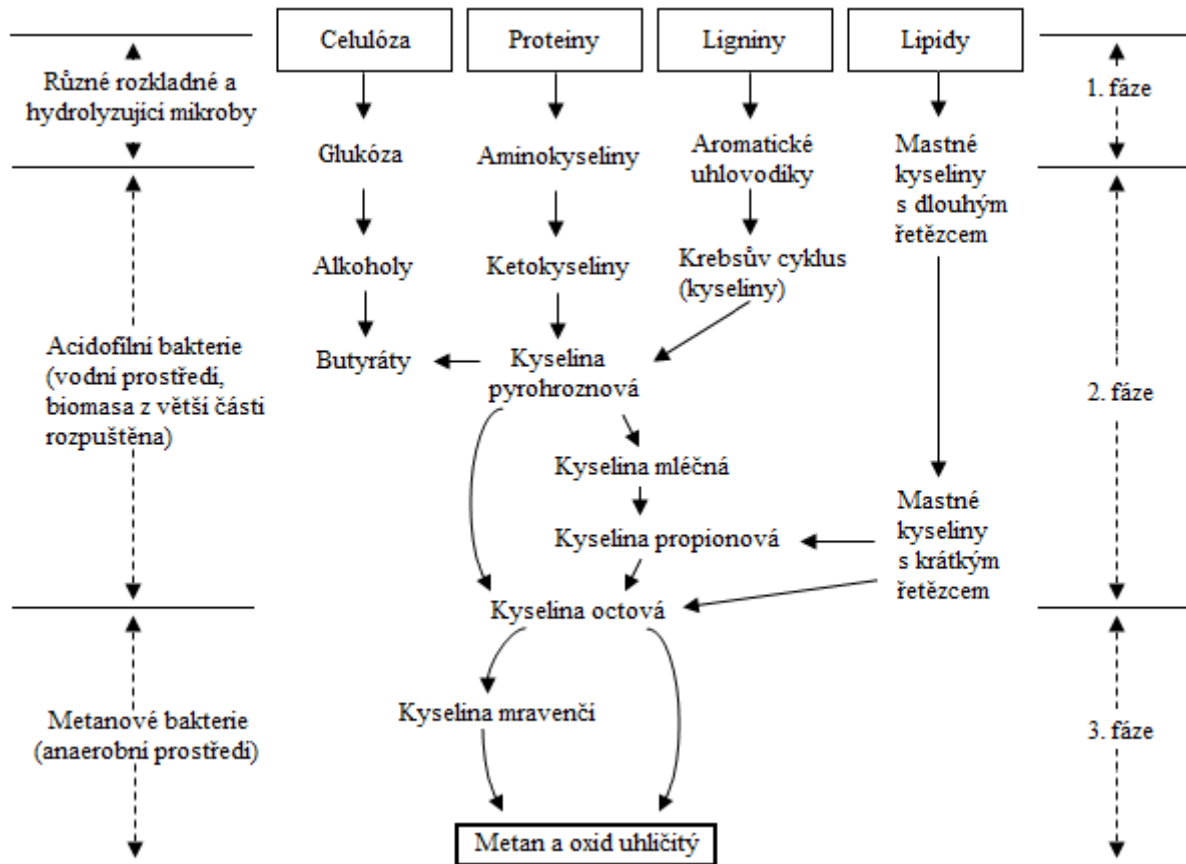 Celulóza
Proteiny
Ligniny
Lipidy
Různé rozkladné a
hydrolyzující mikroby
1. fáze
Glukóza
Aminokyseliny
Aromatické
uhlovodíky
Mastné
kyseliny
s dlouhým
řetězcem
Alkoholy
Ketokyseliny
Krebsův cyklus
(kyseliny)
Acidofilní bakterie
(vodní prostředí,
biomasa z větší části
rozpuštěna)
Butyráty
Kyselina
pyrohroznová
2. fáze
Kyselina mléčná
Kyselina propionová
Mastné
kyseliny
s krátkým
řetězcem
Kyselina octová
Metanové bakterie
(anaerobní prostředí)
Kyselina mravenčí
3. fáze
Metan a oxid uhličitý